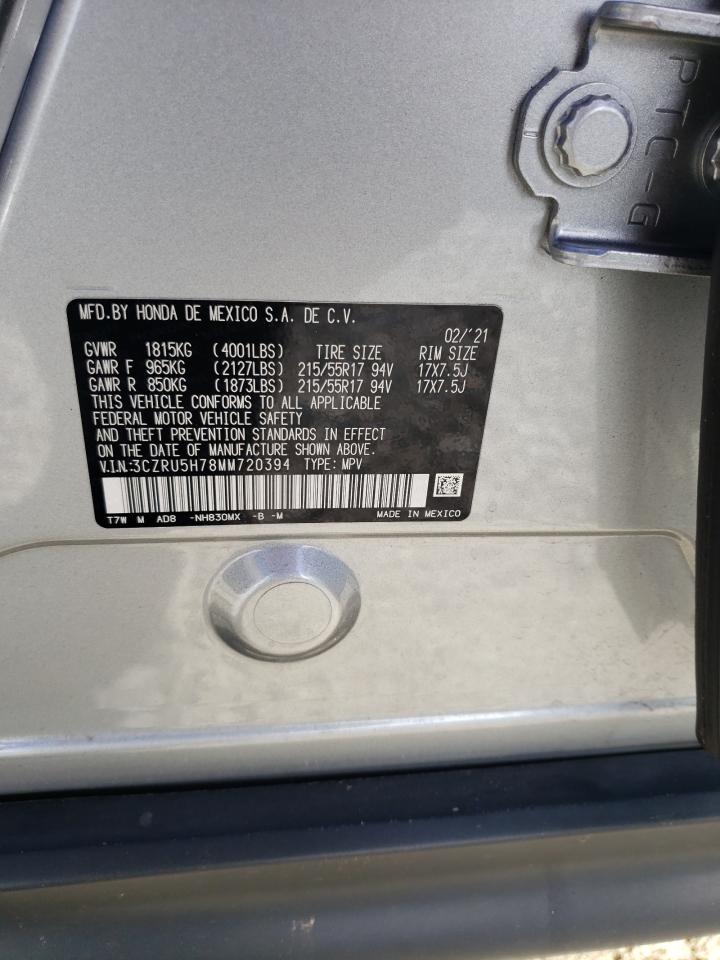 PTC-G
MFD.BY HONDA DE MEXICO S.A. DE C.V.
02/'21
GVWR 1815KG (4001LBS) TIRE SIZE RIM SIZE
GAWR F 965KG (2127LBS) 215/55R17 94V 17X7.5J
GAWR R 850KG (1873LBS) 215/55R17 94V 17X7.5J
THIS VEHICLE CONFORMS TO ALL APPLICABLE
FEDERAL MOTOR VEHICLE SAFETY
AND THEFT PREVENTION STANDARDS IN EFFECT
ON THE DATE OF MANUFACTURE SHOWN ABOVE.
V.I.N:3CZRU5H78MM720394 TYPE: MPV
T7W M AD8 -NH830MX -B -M MADE IN MEXICO